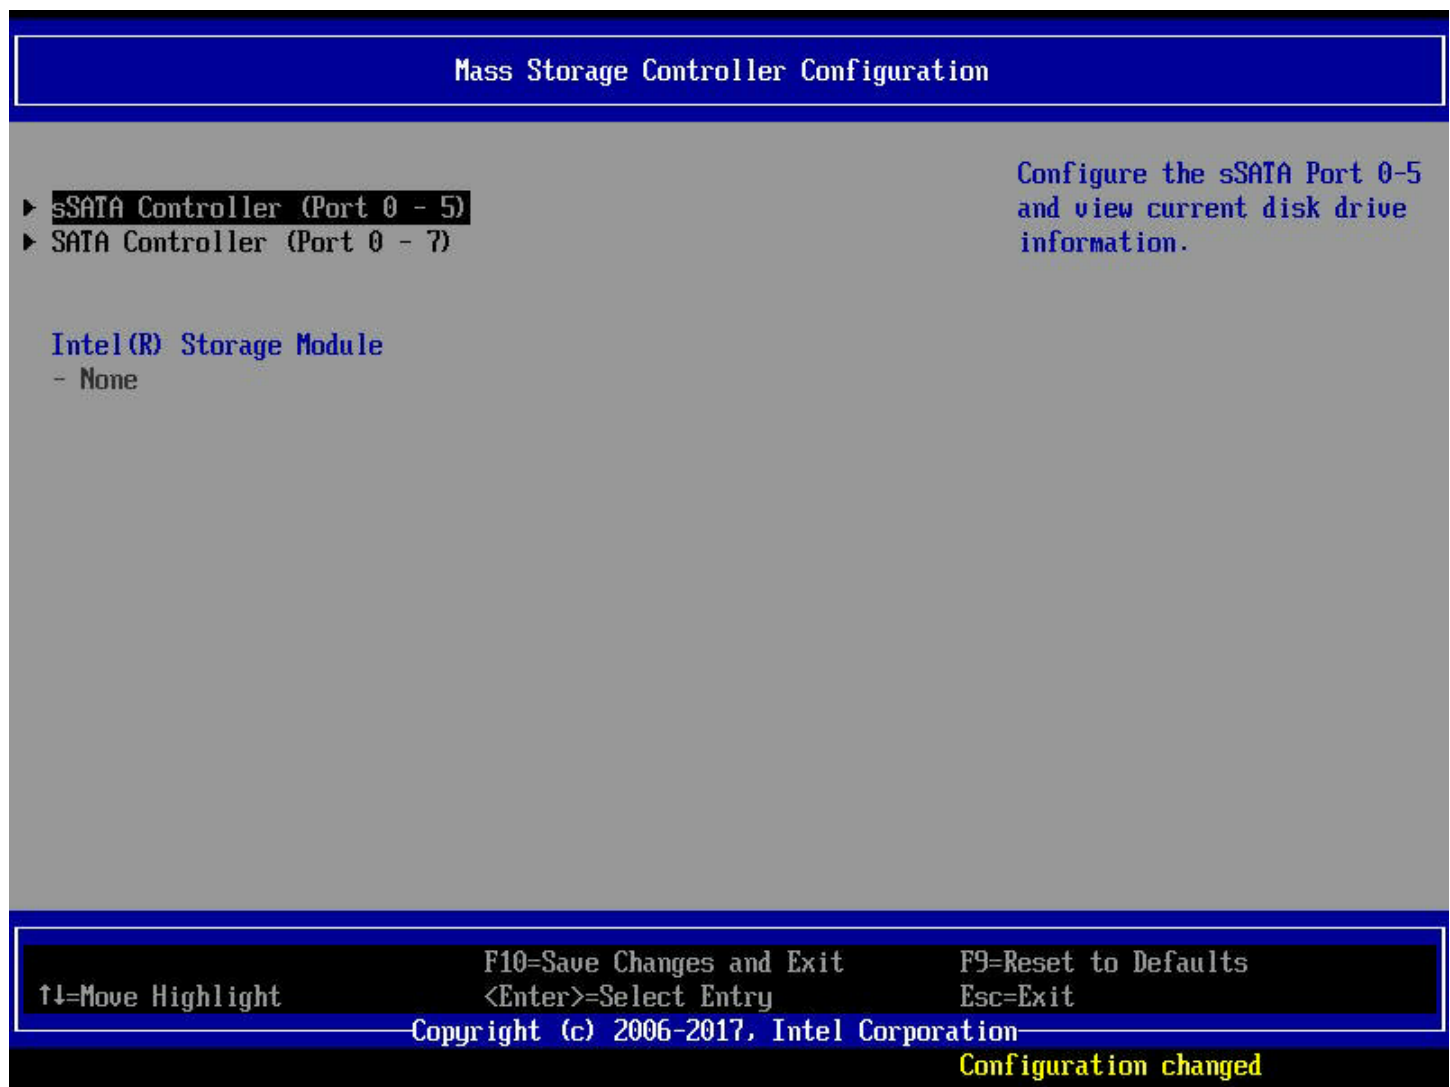 Mass Storage Controller Configuration
sSATA Controller (Port 0 - 5)
SATA Controller (Port 0 - 7)
Intel(R) Storage Module
- None
Configure the sSATA Port 0-5
and view current disk drive
information.
F10=Save Changes and Exit F9=Reset to Defaults
↑↓=Move Highlight <Enter>=Select Entry Esc=Exit
Copyright (c) 2006-2017, Intel Corporation
Configuration changed